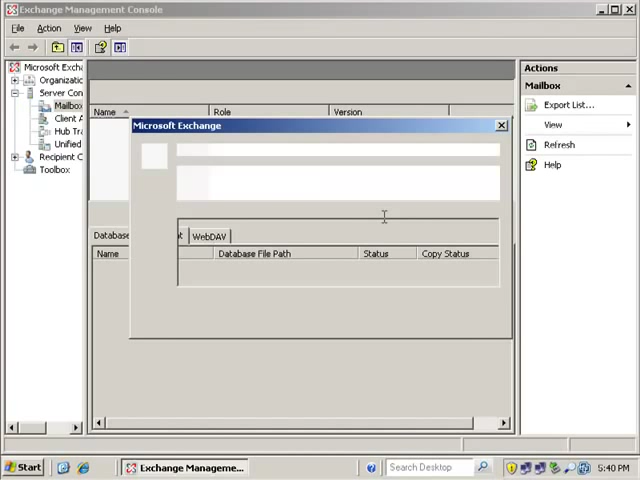 Exchange Management Console
File Action View Help
Microsoft Excha
Organizatio
Server Con
Mailbox
Client A
Hub Tra
Unified
Recipient C
Toolbox
Name Role Version
Microsoft Exchange
WebDAV
Database
Name
Database File Path Status Copy Status
Actions
Mailbox
Export List...
View
Refresh
Help
Start
Exchange Manageme...
Search Desktop
5:40 PM